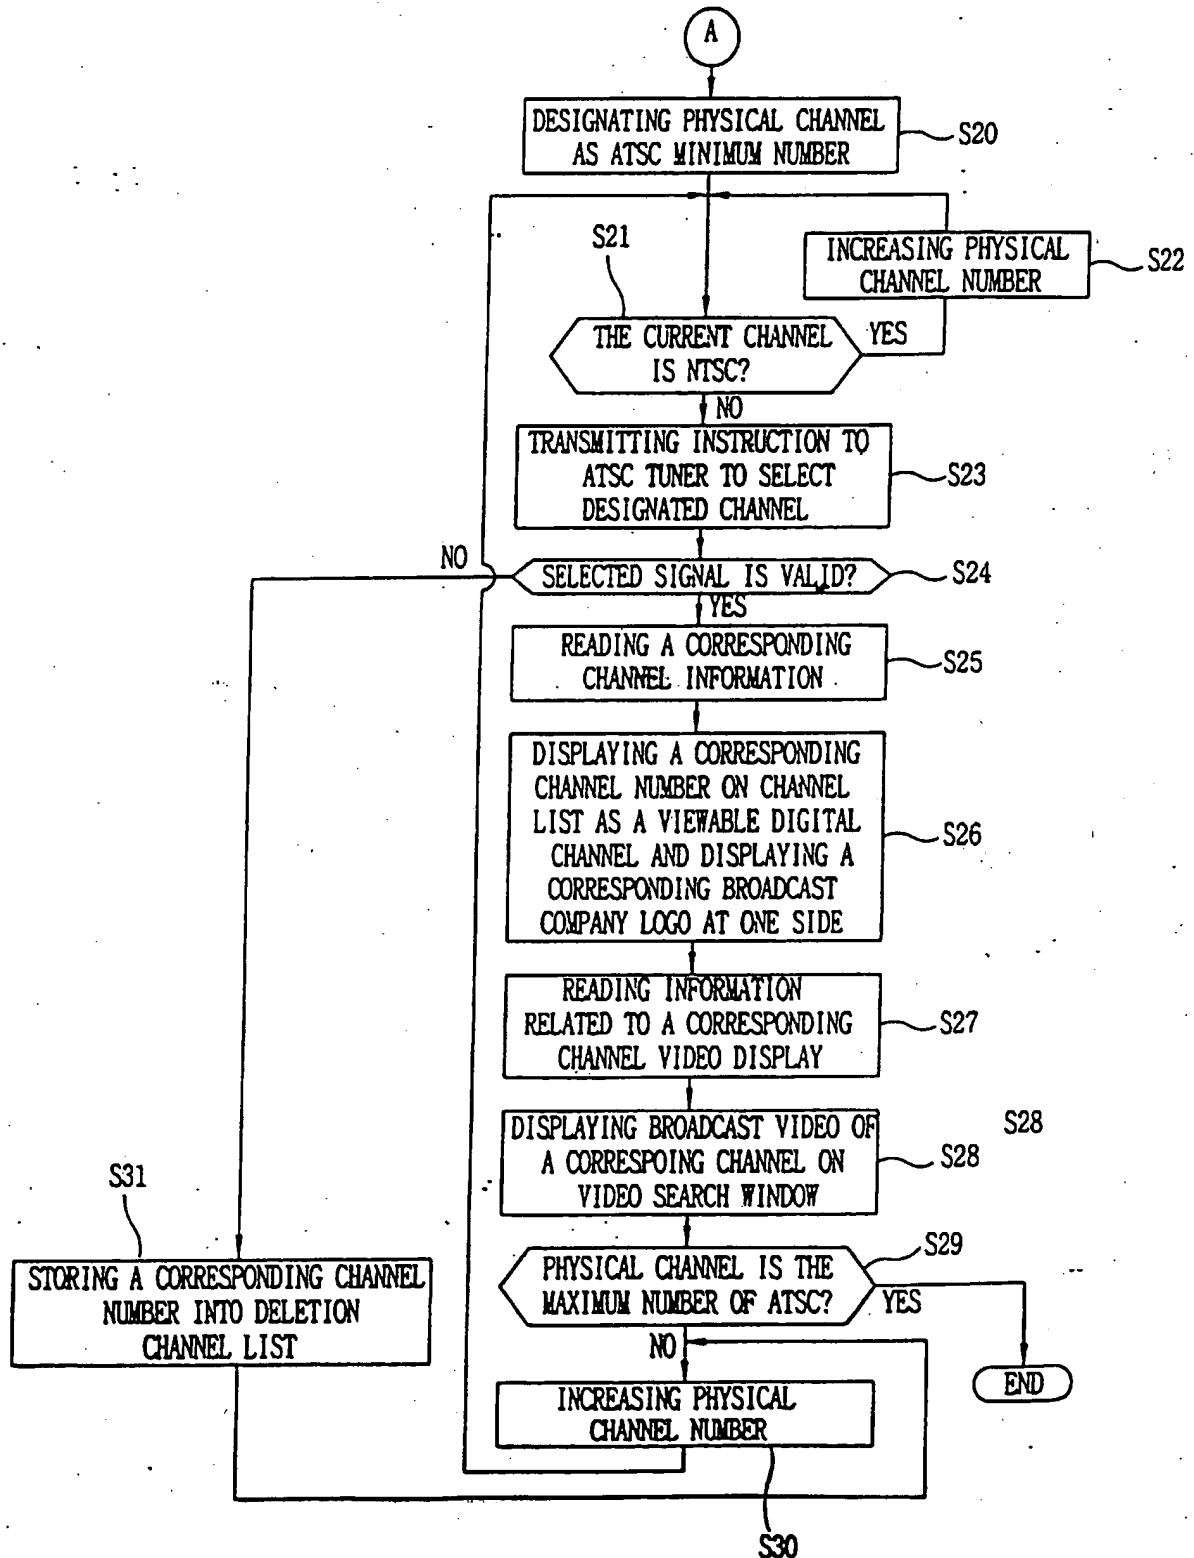 A
DESIGNATING PHYSICAL CHANNEL
AS ATSC MINIMUM NUMBER
S20
S21
INCREASING PHYSICAL
CHANNEL NUMBER
S22
THE CURRENT CHANNEL
IS NTSC?
YES
NO
TRANSMITTING INSTRUCTION TO
ATSC TUNER TO SELECT
DESIGNATED CHANNEL
S23
NO
SELECTED SIGNAL IS VALID?
S24
YES
READING A CORRESPONDING
CHANNEL INFORMATION
S25
DISPLAYING A CORRESPONDING
CHANNEL NUMBER ON CHANNEL
LIST AS A VIEWABLE DIGITAL
CHANNEL AND DISPLAYING A
CORRESPONDING BROADCAST
COMPANY LOGO AT ONE SIDE
S26
READING INFORMATION
RELATED TO A CORRESPONDING
CHANNEL VIDEO DISPLAY
S27
DISPLAYING BROADCAST VIDEO OF
A CORRESPOING CHANNEL ON
VIDEO SEARCH WINDOW
S28
S28
S31
STORING A CORRESPONDING CHANNEL
NUMBER INTO DELETION
CHANNEL LIST
PHYSICAL CHANNEL IS THE
MAXIMUM NUMBER OF ATSC?
S29
YES
NO
END
INCREASING PHYSICAL
CHANNEL NUMBER
S30